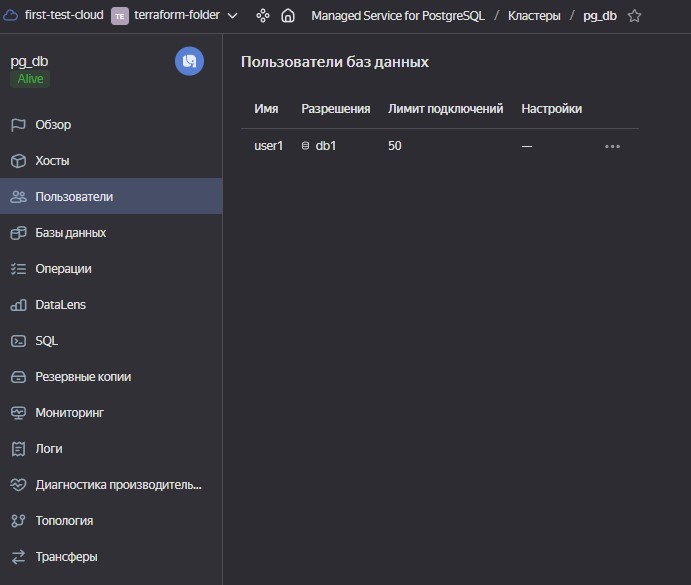 first-test-cloud TE terraform-folder Managed Service for PostgreSQL / Кластеры / pg_db
pg_db
Alive
Обзор
Хосты
Пользователи
Базы данных
Операции
DataLens
SQL
Резервные копии
Мониторинг
Логи
Диагностика производитель...
Топология
Трансферы
Пользователи баз данных
Имя Разрешения Лимит подключений Настройки
user1 db1 50 —